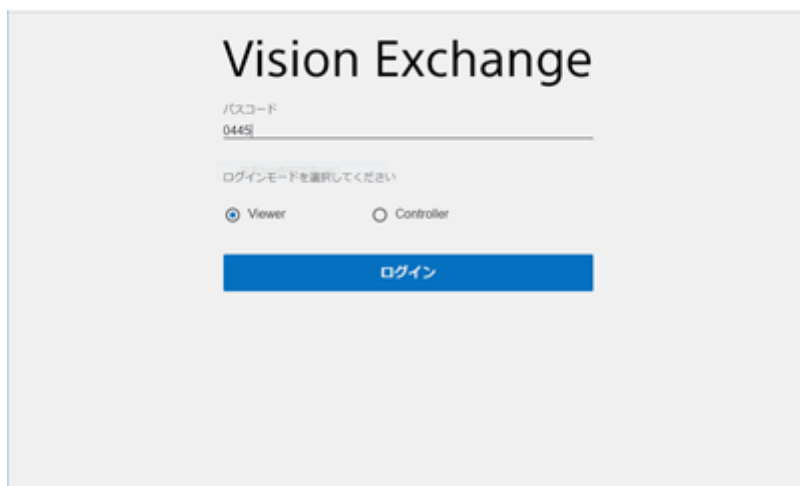 Vision Exchange
パスコード
0445
ログインモードを選択してください
Viewer Controller
ログイン